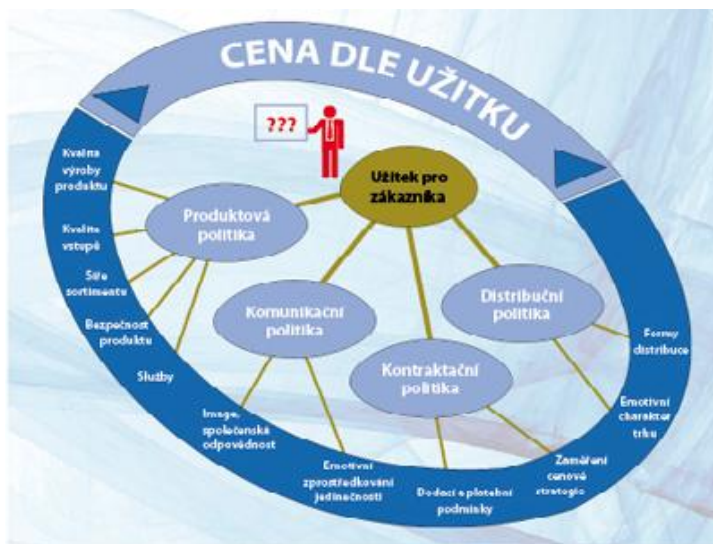 CENA DLE UŽITKU
???
Užitek pro
zákazníka
Produktová
politika
Komunikační
politika
Kontraktační
politika
Distribuční
politika
Kvalita
výroby
produktu
Kvalita
vstupů
Šíře
sortimentu
Bezpečnost
produktu
Služby
Image,
společenská
odpovědnost
Emotivní
zprostředkování
jedinečnosti
Dodací a platební
podmínky
Zaměření
cenové
strategie
Emotivní
charakter
trhu
Formy
distribuce